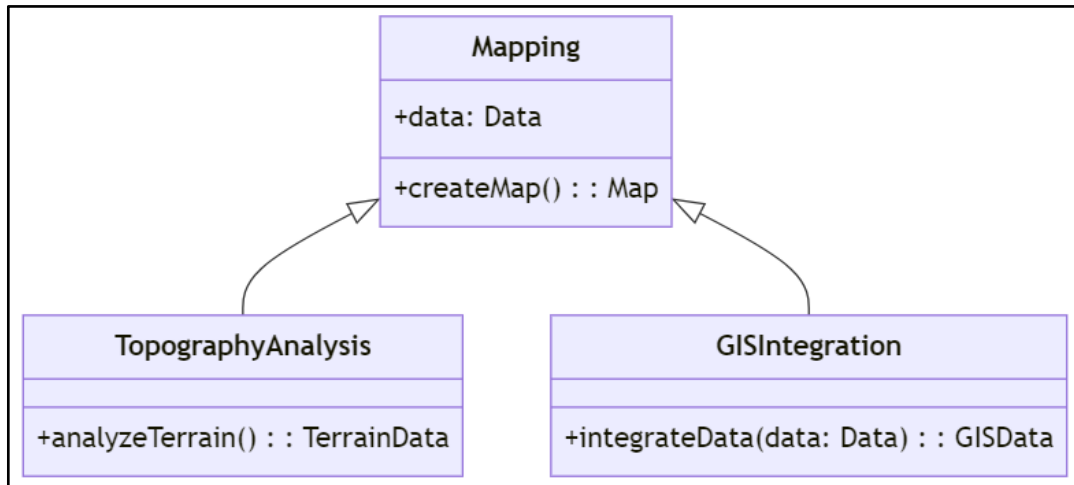 Mapping
+data: Data
+createMap() : : Map
TopographyAnalysis
+analyzeTerrain() : : TerrainData
GISIntegration
+integrateData(data: Data) : : GISData